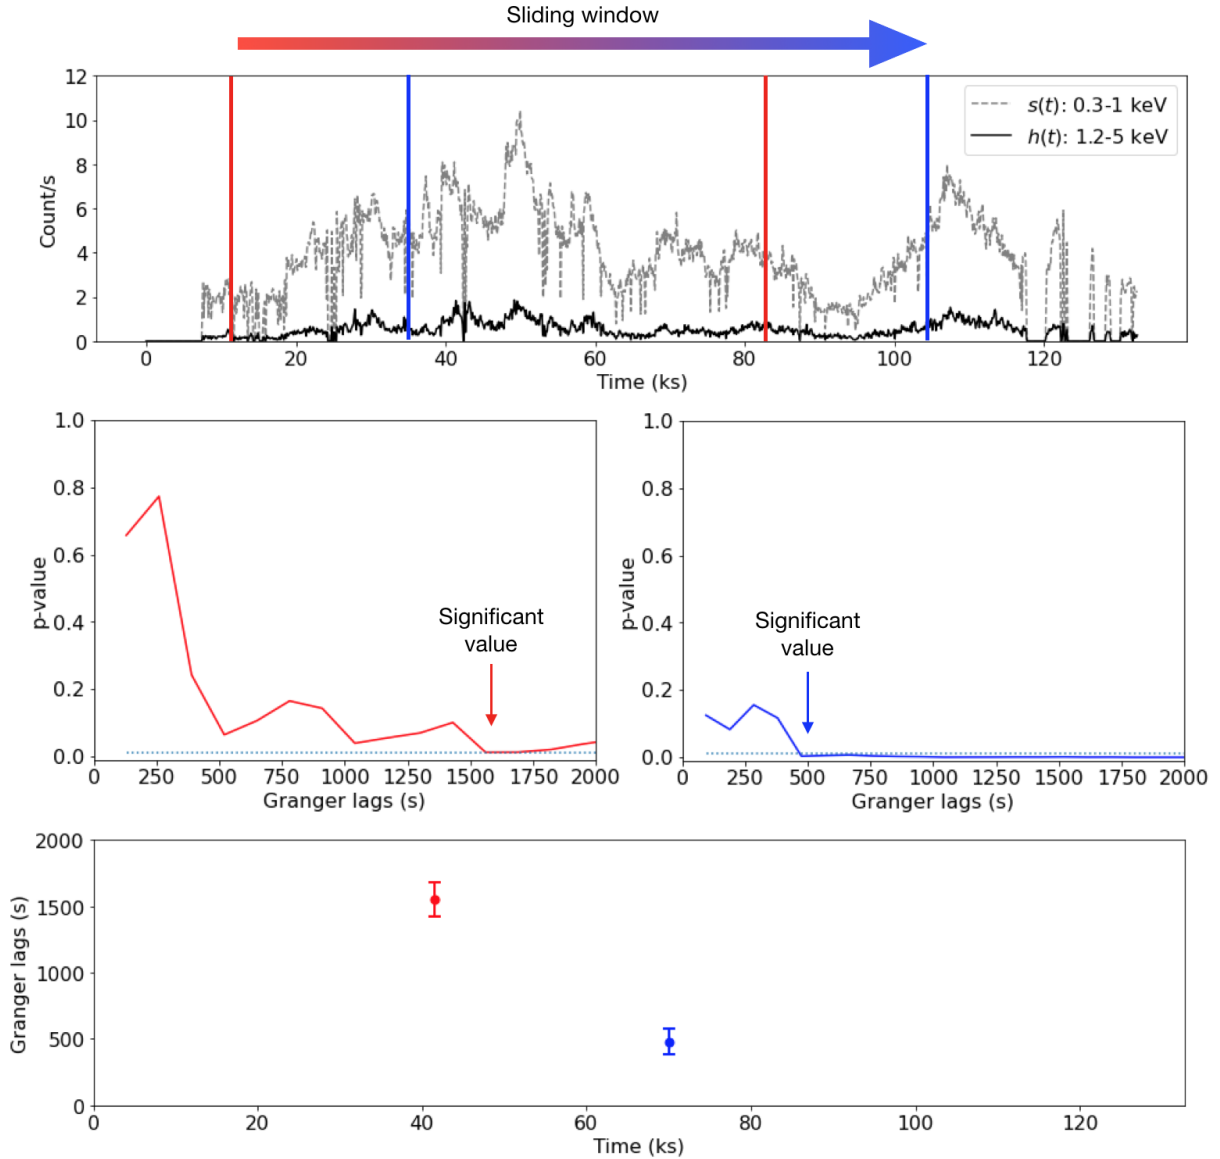 Sliding window
12
10
8
6
4
2
0
Count/s
s(t): 0.3-1 keV
h(t): 1.2-5 keV
0 20 40 60 80 100 120
Time (ks)
1.0
0.8
0.6
0.4
0.2
0.0
p-value
Significant
value
0 250 500 750 1000 1250 1500 1750 2000
Granger lags (s)
1.0
0.8
0.6
0.4
0.2
0.0
p-value
Significant
value
0 250 500 750 1000 1250 1500 1750 2000
Granger lags (s)
2000
1500
1000
500
0
Granger lags (s)
0 20 40 60 80 100 120
Time (ks)